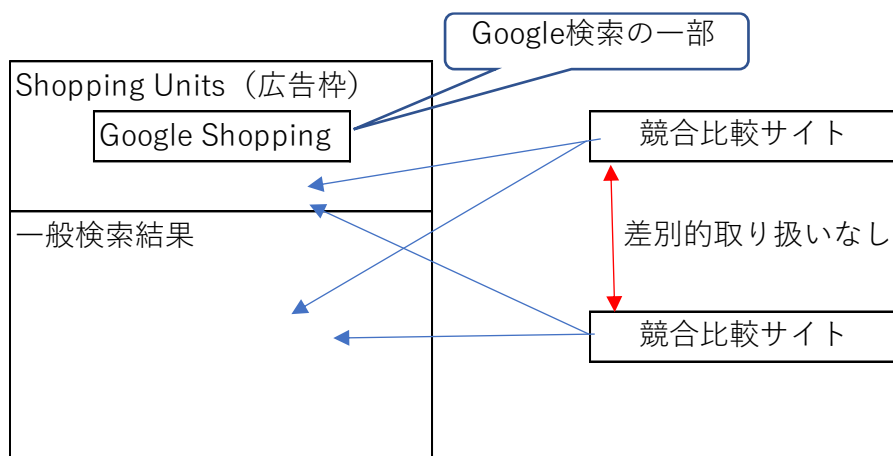 Google検索の一部
Shopping Units（広告枠）
Google Shopping
競合比較サイト
一般検索結果
差別的取り扱いなし
競合比較サイト